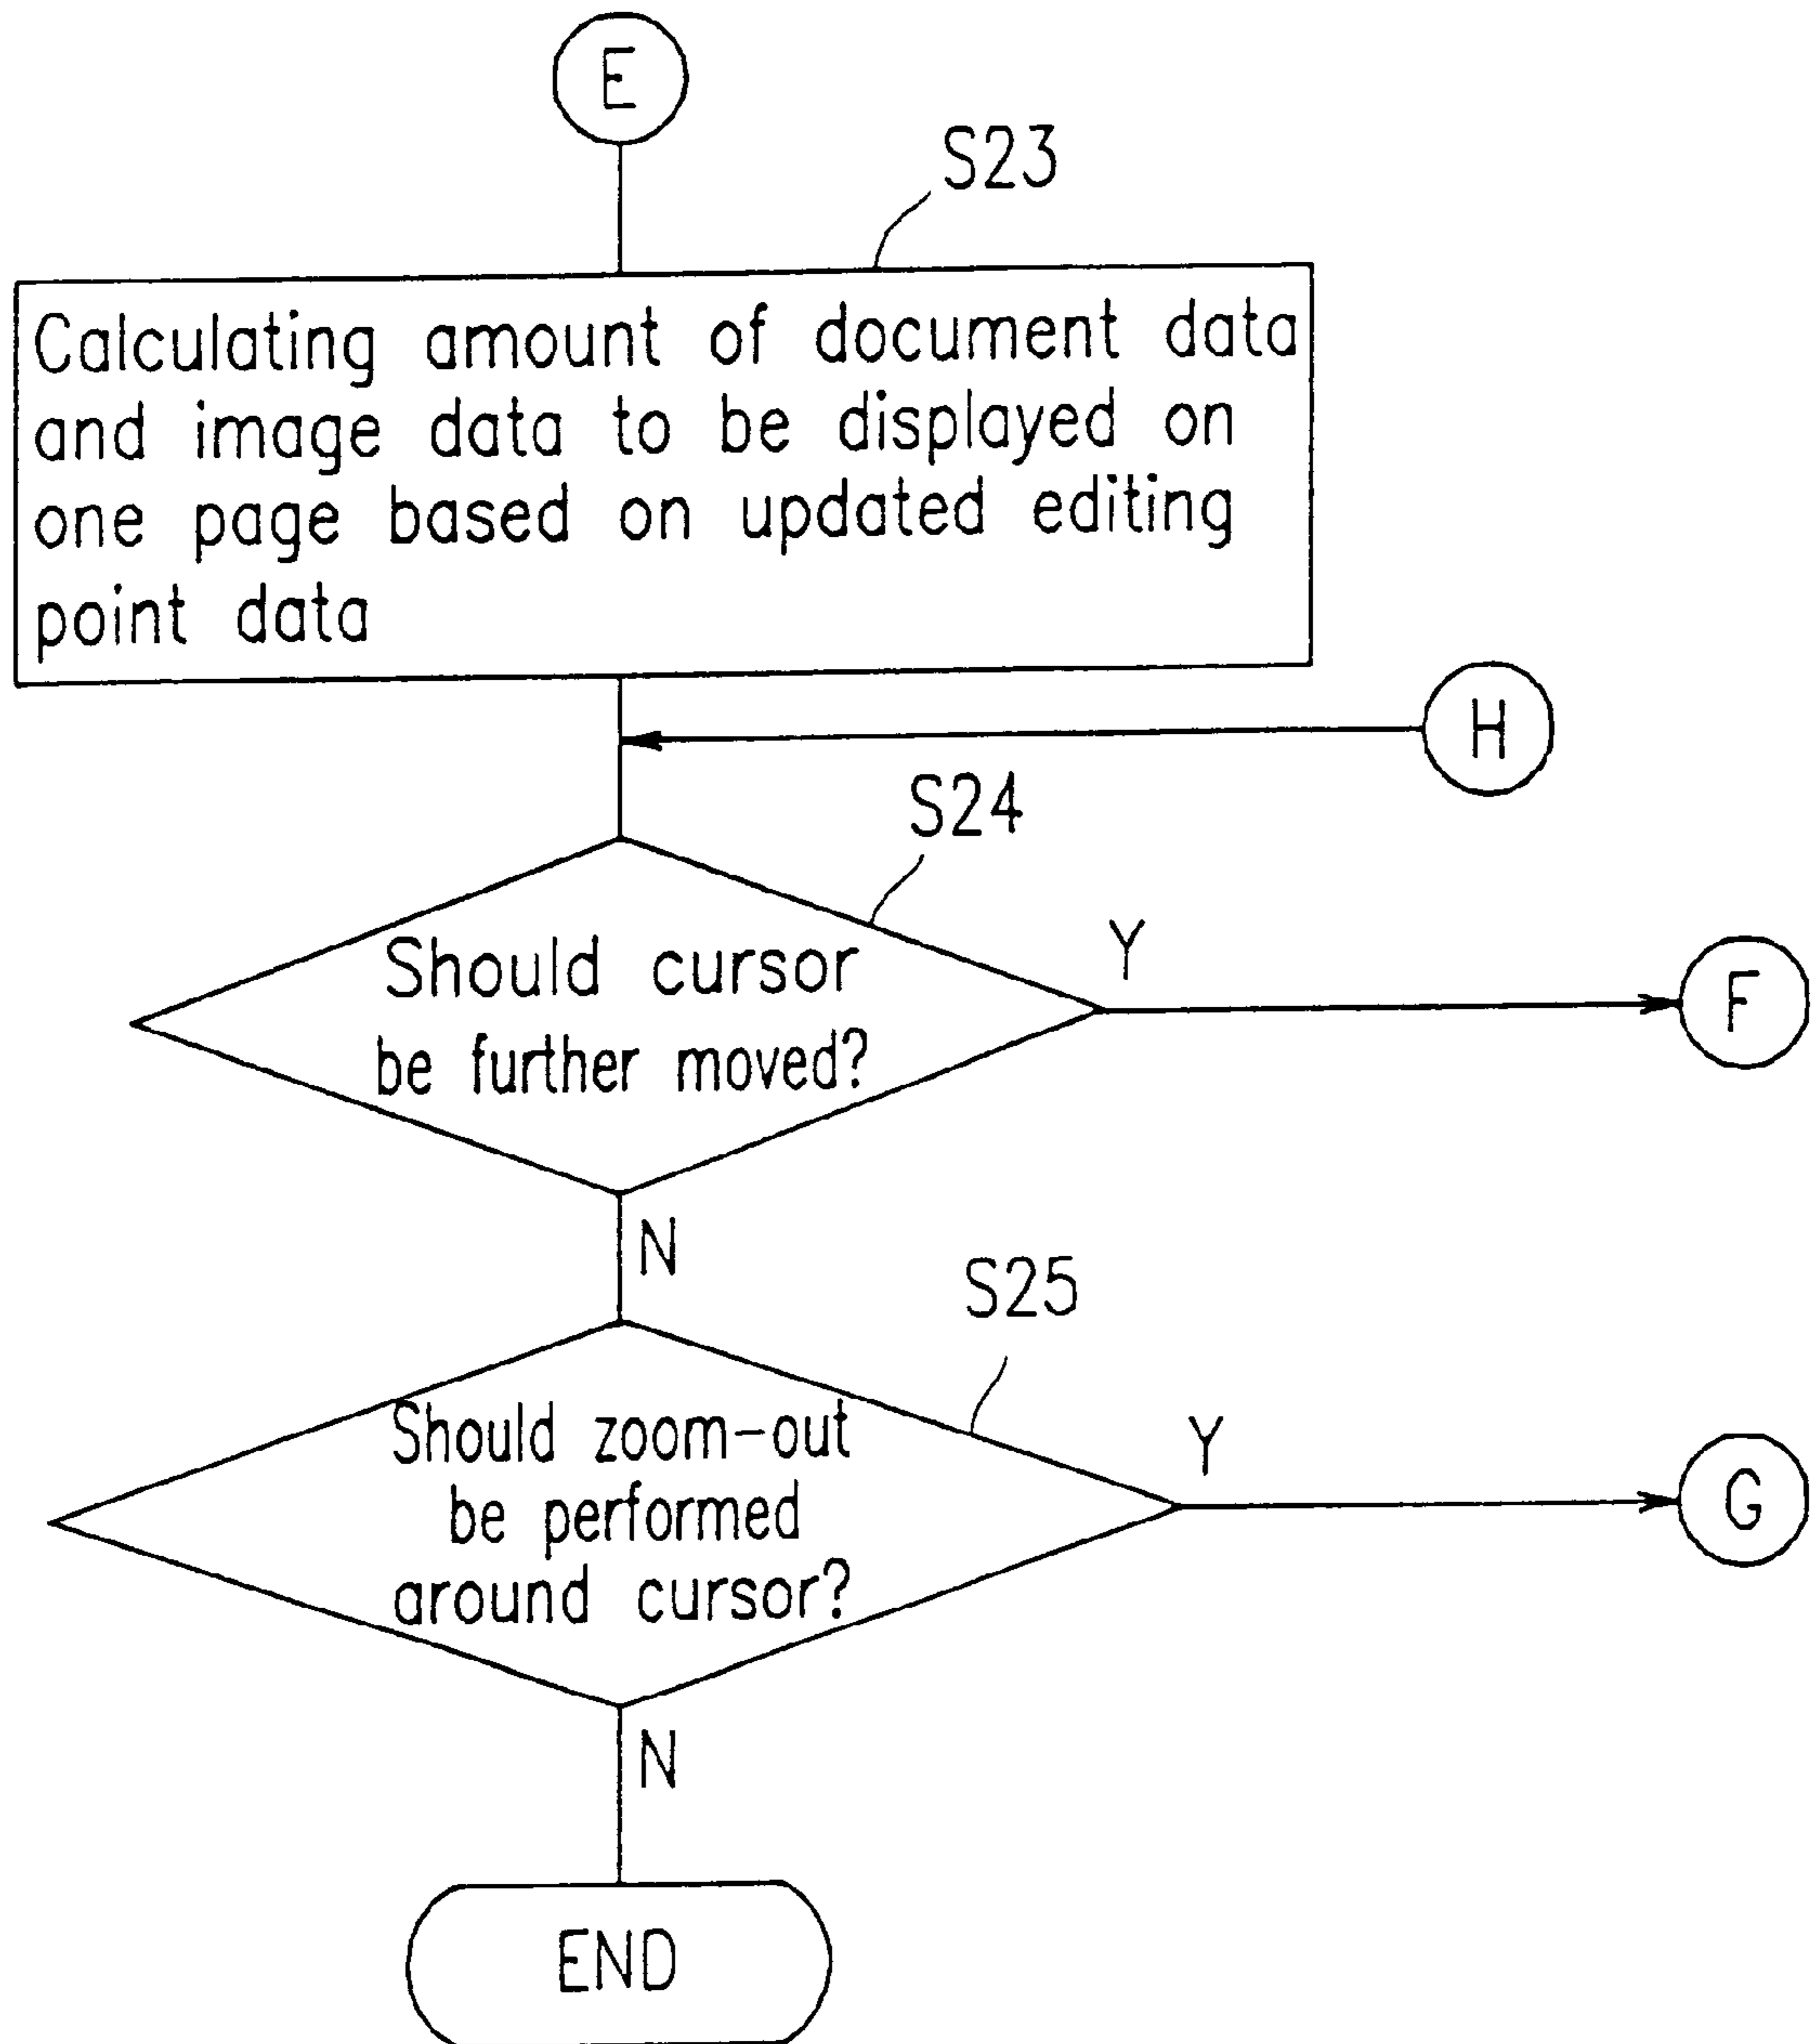 E
S23
Calculating amount of document data
and image data to be displayed on
one page based on updated editing
point data
H
S24
Should cursor
be further moved?
Y
F
N
S25
Should zoom-out
be performed
around cursor?
Y
G
N
END